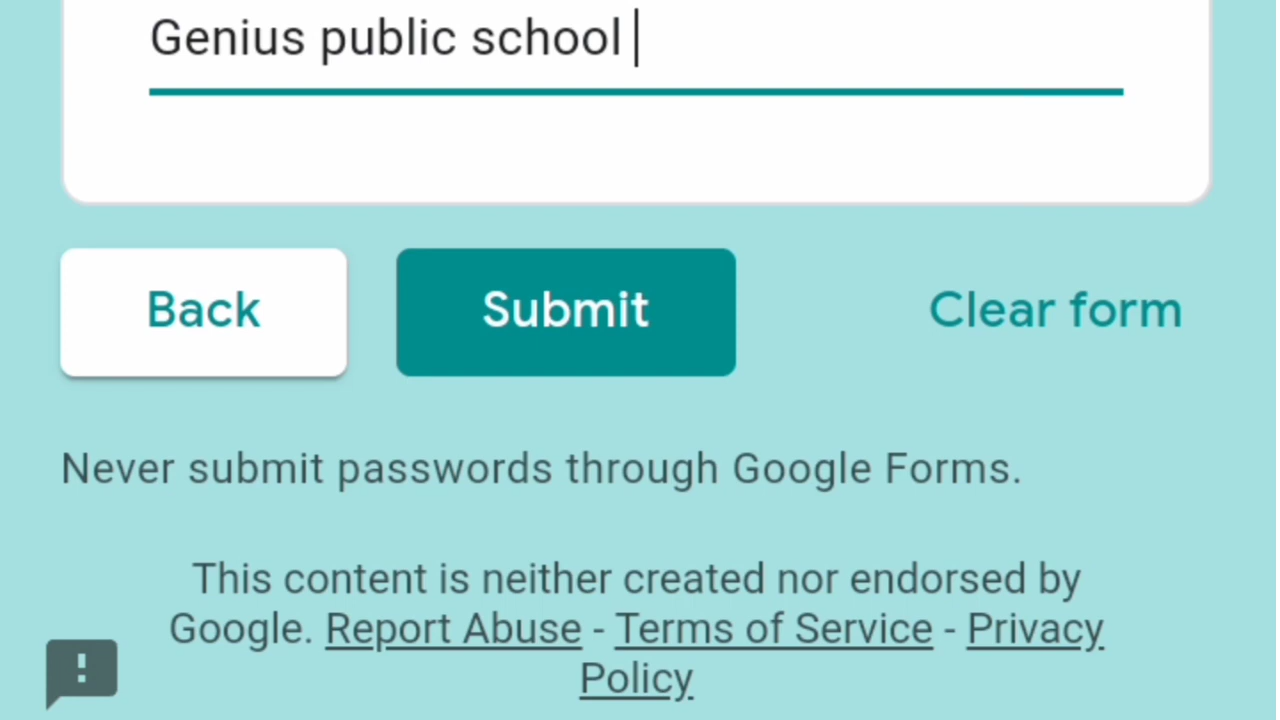 Genius public school
Back
Submit
Clear form
Never submit passwords through Google Forms.
This content is neither created nor endorsed by
Google. Report Abuse - Terms of Service - Privacy
Policy